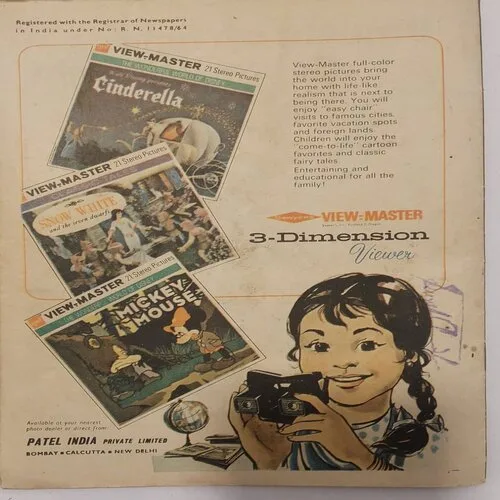 Registered with the Registrar of Newspapers
in India under No: R. N. 11478/64
VIEW-MASTER 21 Stereo Pictures
THE WONDERFUL WORLD OF DISNEY
Cinderella
View-Master full-color
stereo pictures bring
the world into your
home with life like
realism that is next to
being there. You will
enjoy "easy chair"
visits to famous cities,
favorite vacation spots
and foreign lands.
Children will enjoy the
"come-to-life" cartoon
favorites and classic
fairy tales.
Entertaining and
educational for all the
family!
VIEW-MASTER 21 Stereo Pictures
SNOW WHITE
and the seven dwarfs
VIEW-MASTER
3-Dimension
Viewer
VIEW-MASTER 21 Stereo Pictures
MICKEY
MOUSE
Available at your nearest
photo dealer or direct from:
PATEL INDIA PRIVATE LIMITED
BOMBAY • CALCUTTA • NEW DELHI